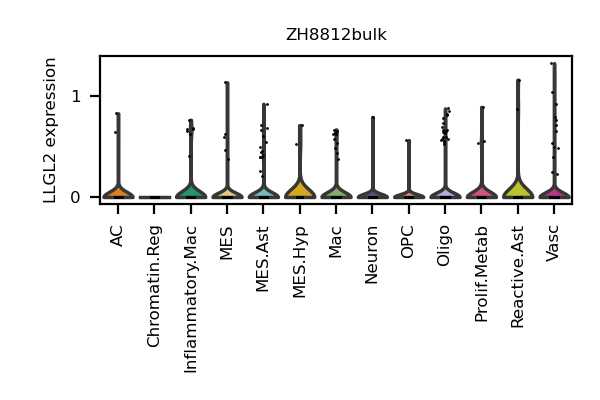 ZH8812bulk
LLGL2 expression
1
0
AC
Chromatin.Reg
Inflammatory.Mac
MES
MES.Ast
MES.Hyp
Mac
Neuron
OPC
Oligo
Prolif.Metab
Reactive.Ast
Vasc